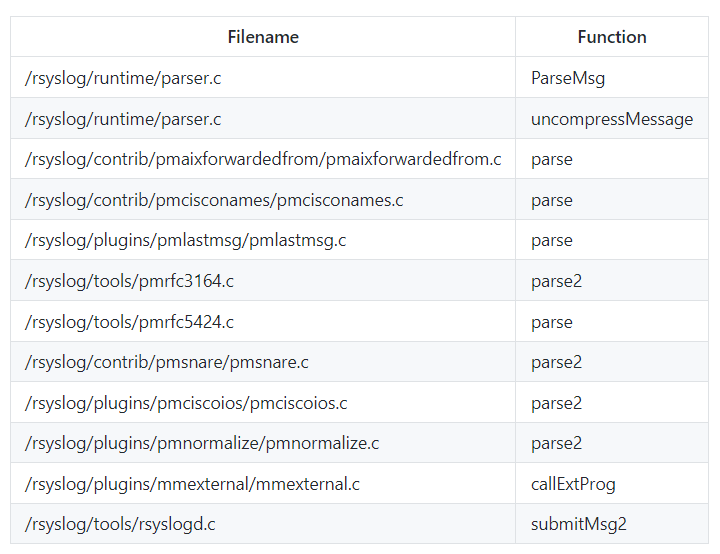 Filename Function
/rsyslog/runtime/parser.c ParseMsg
/rsyslog/runtime/parser.c uncompressMessage
/rsyslog/contrib/pmaixforwardedfrom/pmaixforwardedfrom.c parse
/rsyslog/contrib/pmcisconames/pmcisconames.c parse
/rsyslog/plugins/pmlastmsg/pmlastmsg.c parse
/rsyslog/tools/pmrfc3164.c parse2
/rsyslog/tools/pmrfc5424.c parse
/rsyslog/contrib/pmsnare/pmsnare.c parse2
/rsyslog/plugins/pmciscoios/pmciscoios.c parse2
/rsyslog/plugins/pmnormalize/pmnormalize.c parse2
/rsyslog/plugins/mmexternal/mmexternal.c callExtProg
/rsyslog/tools/rsyslogd.c submitMsg2